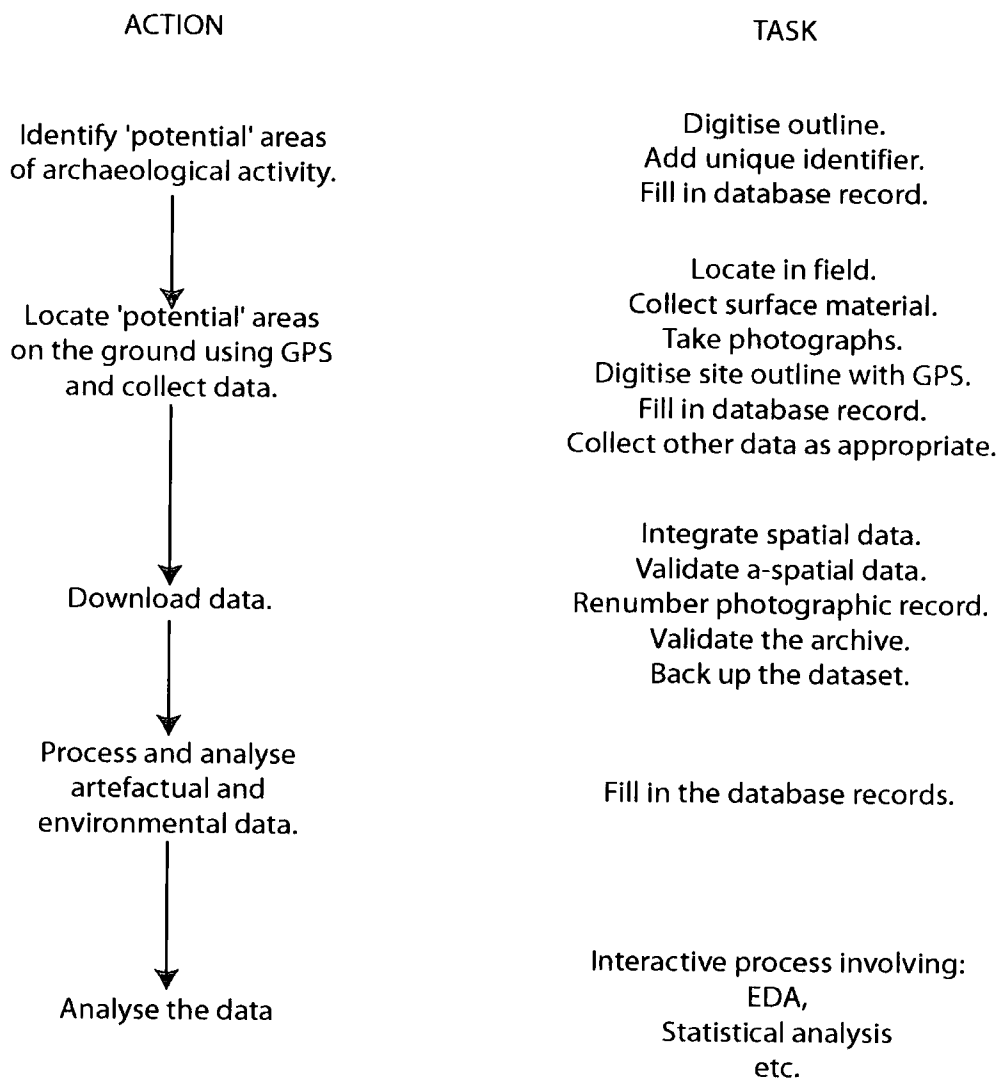 ACTION
TASK
Identify 'potential' areas
of archaeological activity.
Digitise outline.
Add unique identifier.
Fill in database record.
Locate 'potential' areas
on the ground using GPS
and collect data.
Locate in field.
Collect surface material.
Take photographs.
Digitise site outline with GPS.
Fill in database record.
Collect other data as appropriate.
Download data.
Integrate spatial data.
Validate a-spatial data.
Renumber photographic record.
Validate the archive.
Back up the dataset.
Process and analyse
artefactual and
environmental data.
Fill in the database records.
Analyse the data
Interactive process involving:
EDA,
Statistical analysis
etc.